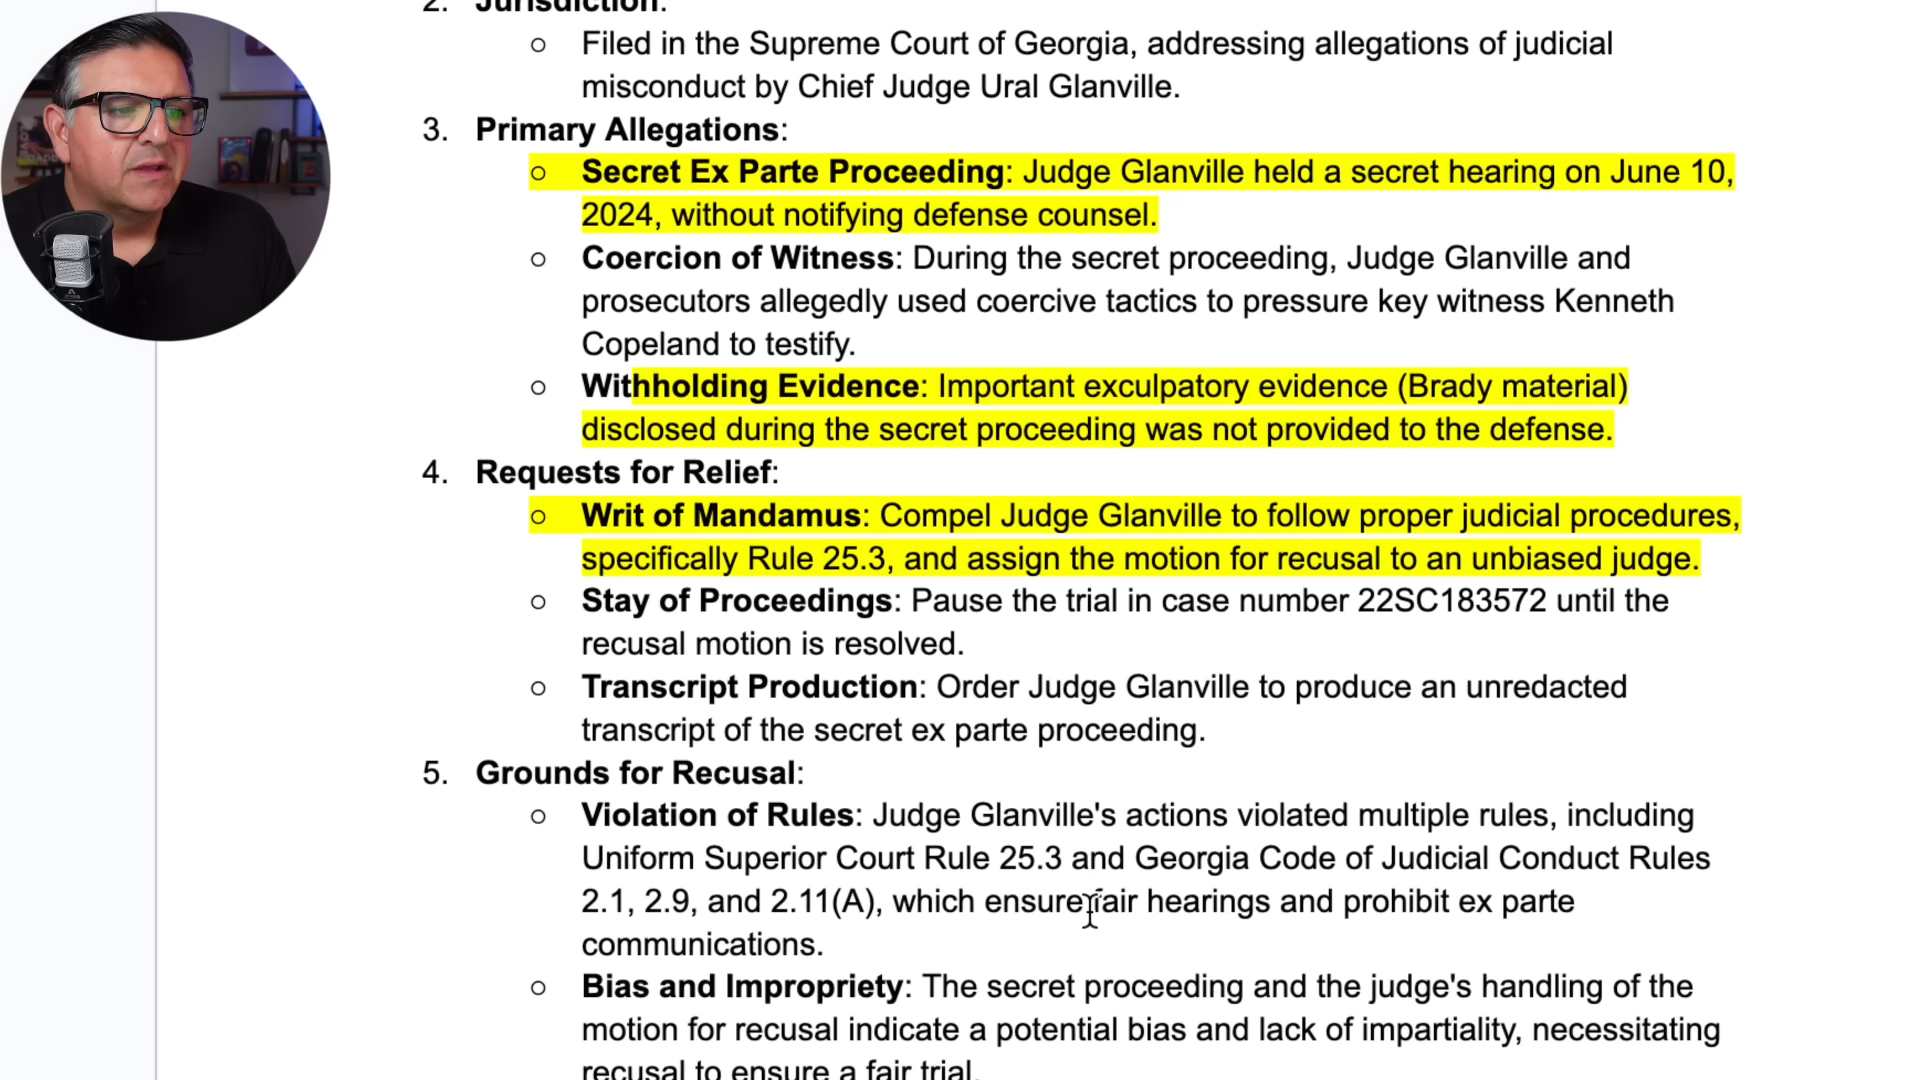 2. Jurisdiction:
○ Filed in the Supreme Court of Georgia, addressing allegations of judicial
misconduct by Chief Judge Ural Glanville.
3. Primary Allegations:
○ Secret Ex Parte Proceeding: Judge Glanville held a secret hearing on June 10,
2024, without notifying defense counsel.
○ Coercion of Witness: During the secret proceeding, Judge Glanville and
prosecutors allegedly used coercive tactics to pressure key witness Kenneth
Copeland to testify.
○ Withholding Evidence: Important exculpatory evidence (Brady material)
disclosed during the secret proceeding was not provided to the defense.
4. Requests for Relief:
○ Writ of Mandamus: Compel Judge Glanville to follow proper judicial procedures,
specifically Rule 25.3, and assign the motion for recusal to an unbiased judge.
○ Stay of Proceedings: Pause the trial in case number 22SC183572 until the
recusal motion is resolved.
○ Transcript Production: Order Judge Glanville to produce an unredacted
transcript of the secret ex parte proceeding.
5. Grounds for Recusal:
○ Violation of Rules: Judge Glanville's actions violated multiple rules, including
Uniform Superior Court Rule 25.3 and Georgia Code of Judicial Conduct Rules
2.1, 2.9, and 2.11(A), which ensure fair hearings and prohibit ex parte
communications.
○ Bias and Impropriety: The secret proceeding and the judge's handling of the
motion for recusal indicate a potential bias and lack of impartiality, necessitating
recusal to ensure a fair trial.